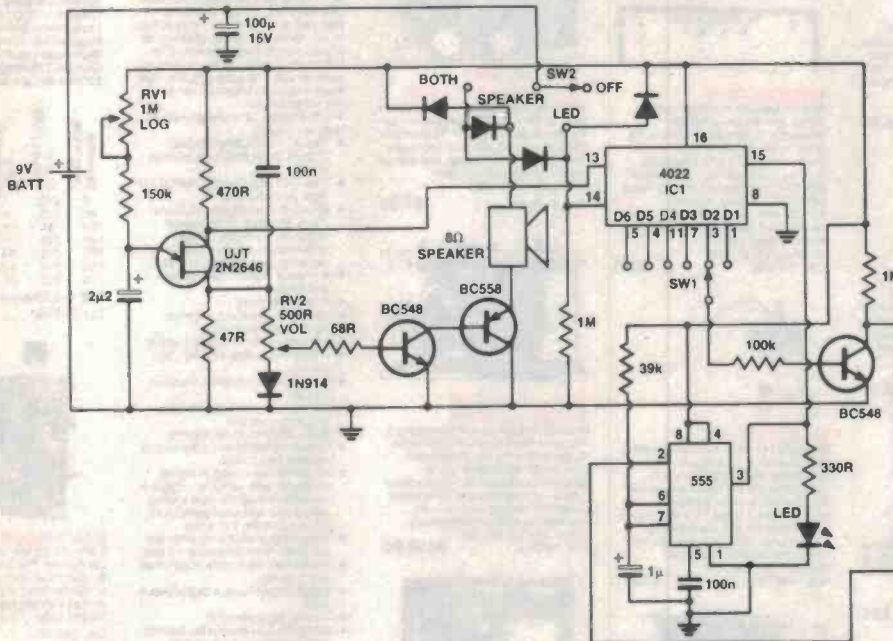 100μ
16V
BOTH
SW2
OFF
SPEAKER
LED
RV1
1M
LOG
9V
BATT
150k
470R
100n
13
16
15
14
4022
IC1
8
D6 D5 D4 D3 D2 D1
5 4 11 7 3 1
UJT
2N2646
8Ω
SPEAKER
SW1
2μ2
47R
RV2
500R
VOL
68R
BC548
BC558
1M
39k
100k
BC548
1N914
8 4
2
555
3
330R
6
7
LED
5 1
1μ
100n